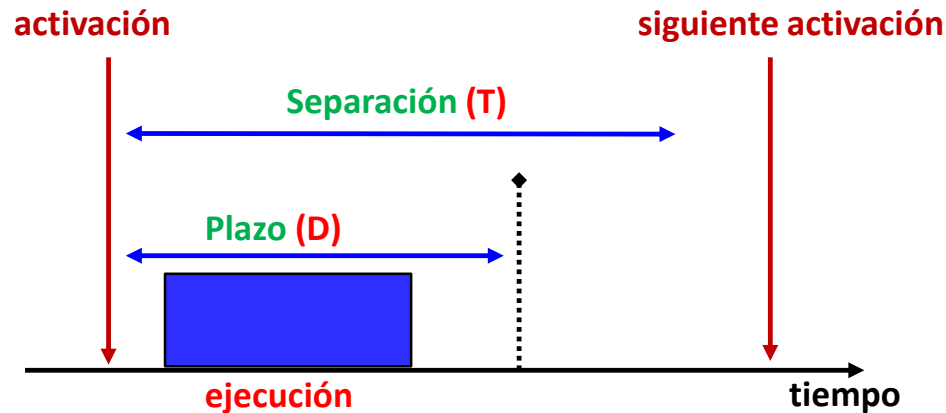 activación
siguiente activación
Separación (T)
Plazo (D)
ejecución
tiempo